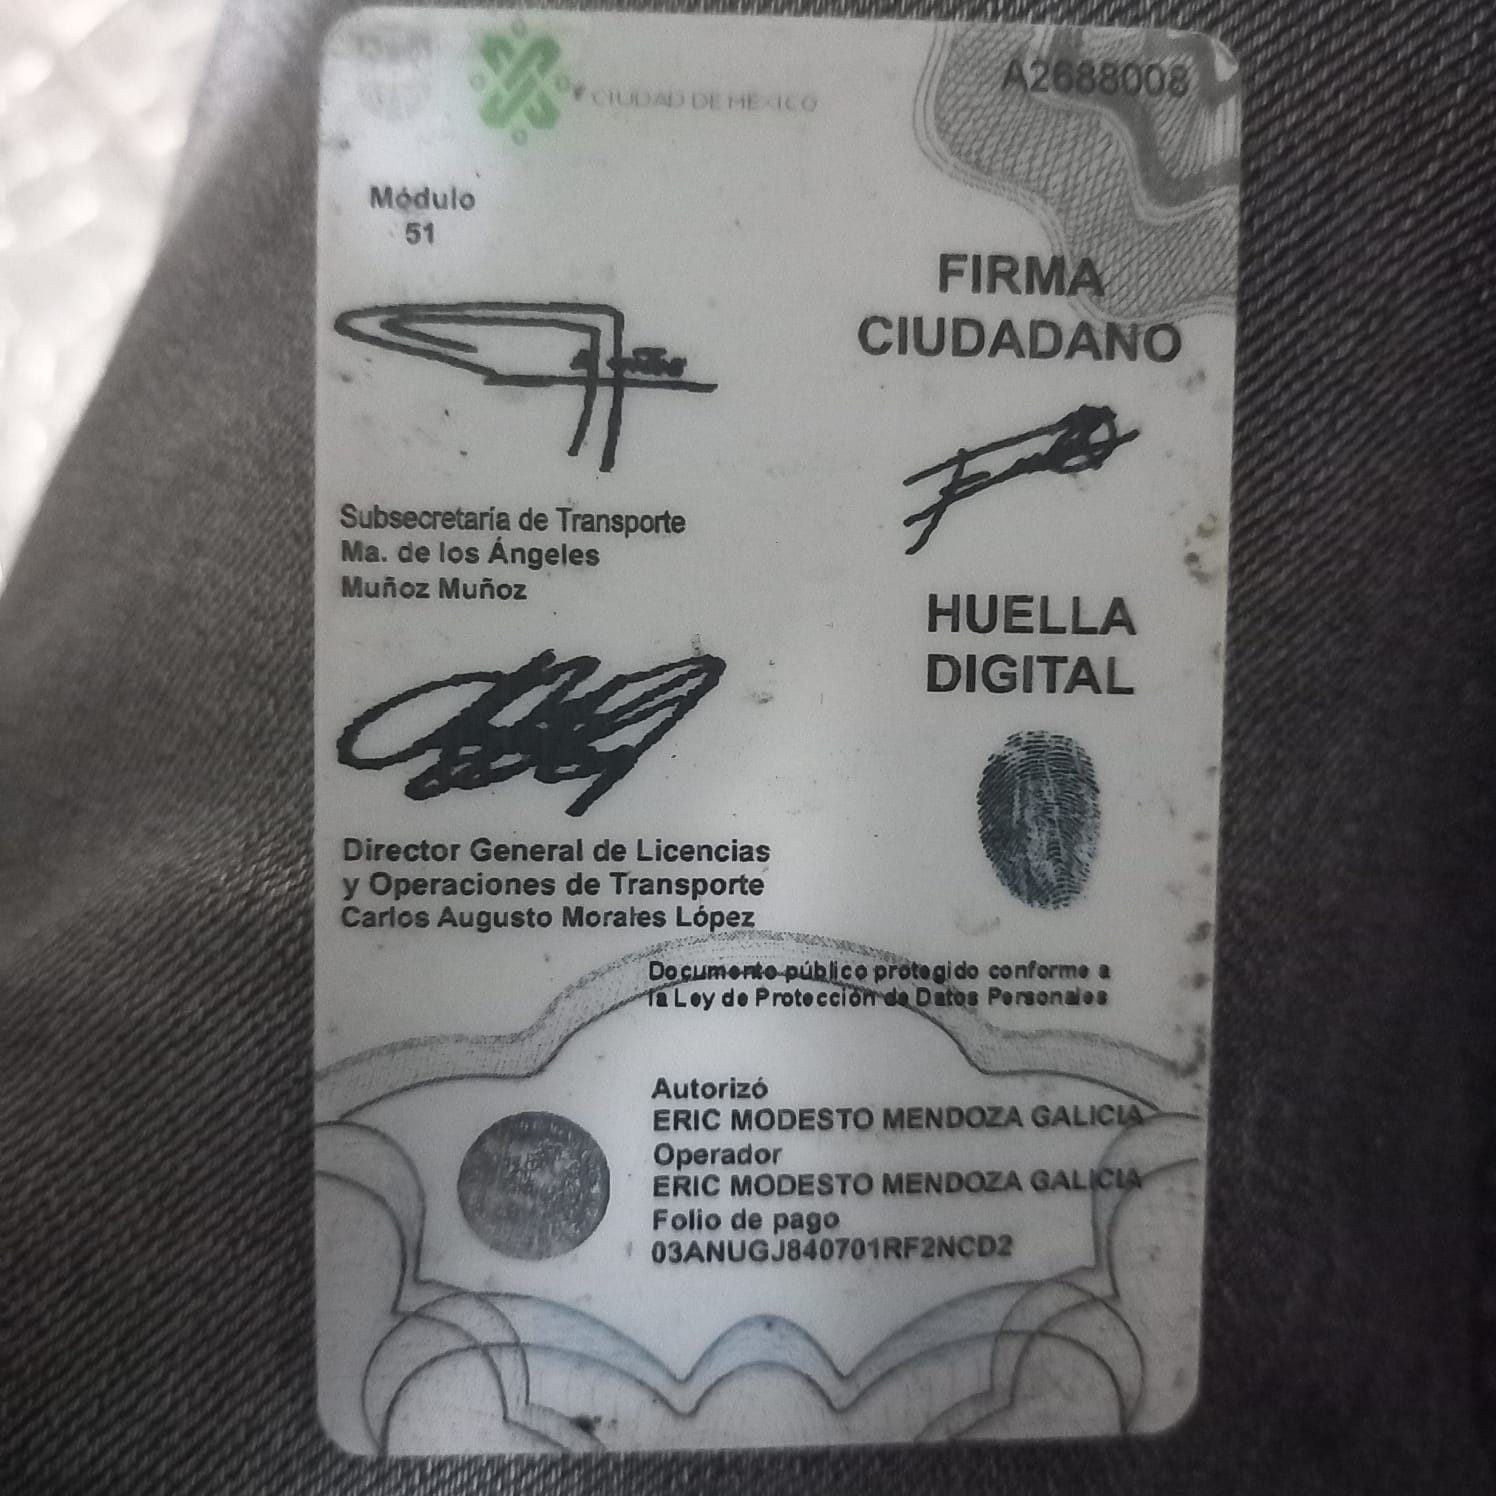 CIUDAD DE MÉXICO
A2688008
Módulo
51
FIRMA
CIUDADANO
Subsecretaría de Transporte
Ma. de los Ángeles
Muñoz Muñoz
HUELLA
DIGITAL
Director General de Licencias
y Operaciones de Transporte
Carlos Augusto Morales López
Documento público protegido conforme a
la Ley de Protección de Datos Personales
Autorizó
ERIC MODESTO MENDOZA GALICIA
Operador
ERIC MODESTO MENDOZA GALICIA
Folio de pago
03ANUGJ840701RF2NCD2